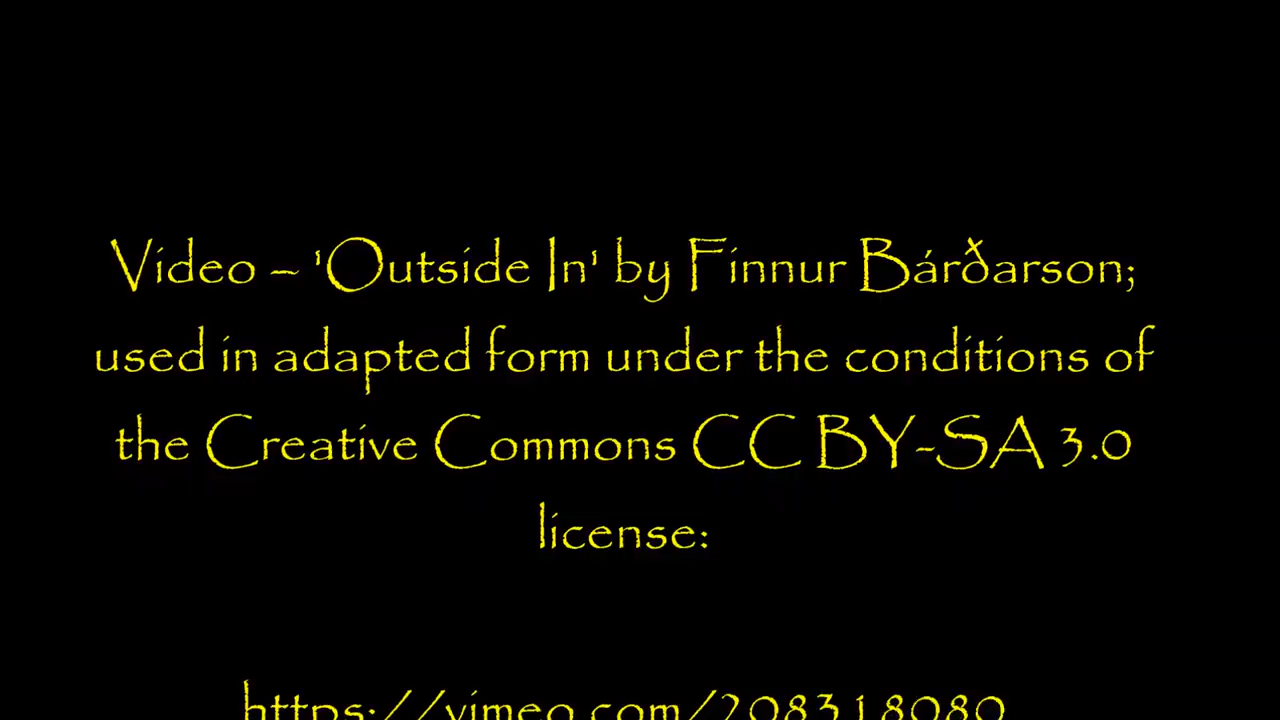 Video – 'Outside In' by Finnur Bárðarson;
used in adapted form under the conditions of
the Creative Commons CC BY-SA 3.0
license:
https://vimeo.com/208318080